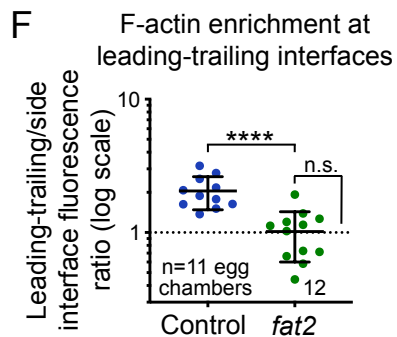 F
F-actin enrichment at
leading-trailing interfaces
Leading-trailing/side
interface fluorescence
ratio (log scale)
10
1
****
n.s.
n=11 egg
chambers
12
Control
fat2